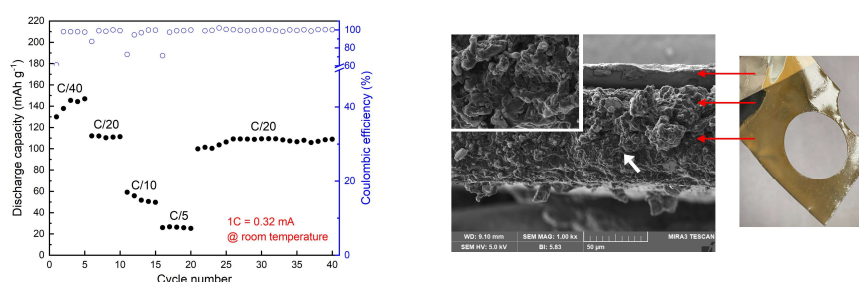 220
200
180
160
140
120
100
80
60
40
20
0
Discharge capacity (mAh g⁻¹)
C/40
C/20
C/10
C/5
C/20
1C = 0.32 mA
@ room temperature
0 5 10 15 20 25 30 35 40
Cycle number
100
80
60
40
20
0
Coulombic efficiency (%)
WD: 9.10 mm SEM MAG: 1.00 kx MIRA3 TESCAN
SEM HV: 5.0 kV BI: 5.83 50 µm